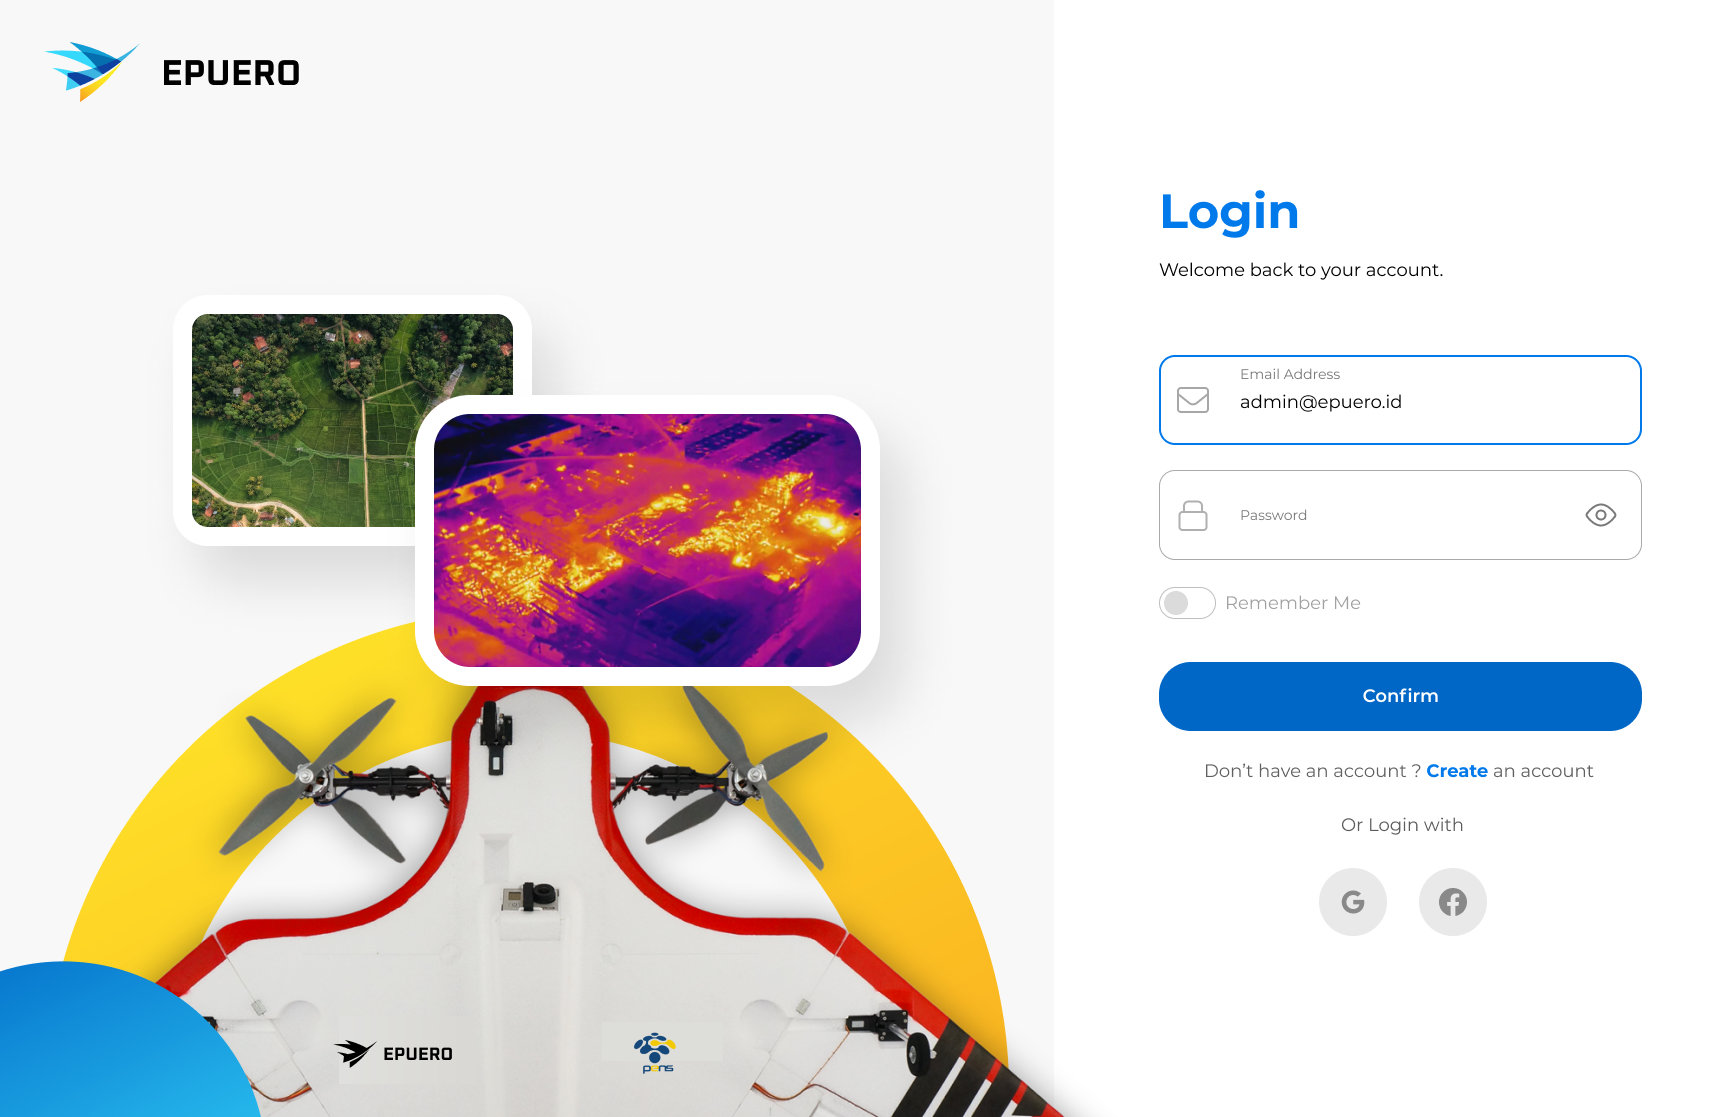 EPUERO
Login
Welcome back to your account.
Email Address
admin@epuero.id
Password
Remember Me
Confirm
Don’t have an account ? Create an account
Or Login with
G
EPUERO
pens